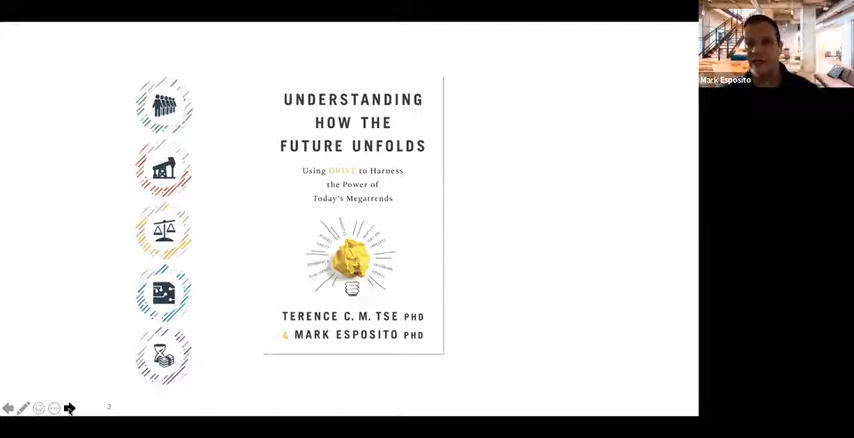 UNDERSTANDING
HOW THE
FUTURE UNFOLDS
Using DRIVE to Harness
the Power of
Today's Megatrends
TERENCE C. M. TSE PHD
& MARK ESPOSITO PHD
3
Mark Esposito